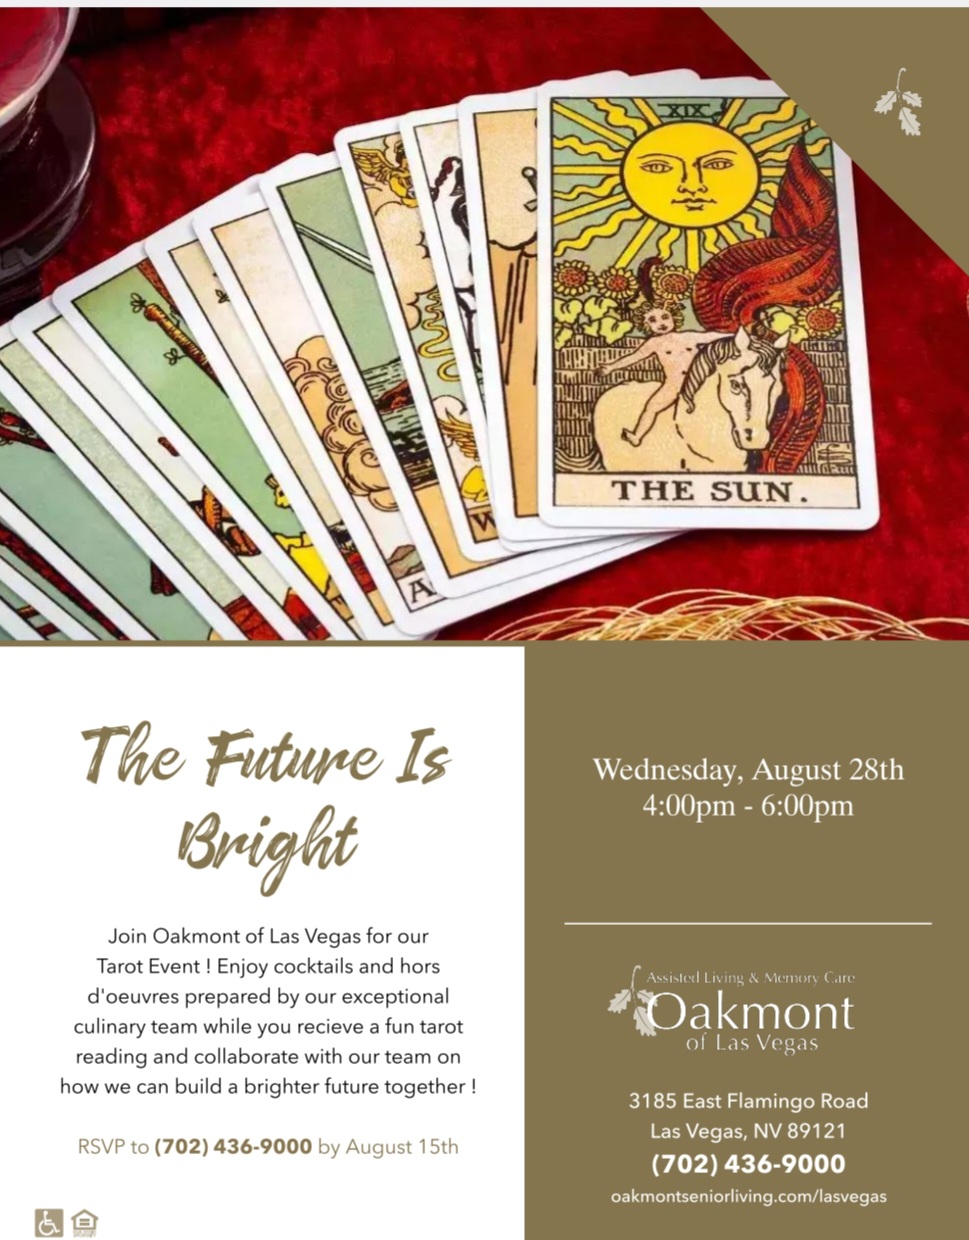 XIX
THE SUN.
W
A
The Future Is
Bright
Join Oakmont of Las Vegas for our
Tarot Event ! Enjoy cocktails and hors
d'oeuvres prepared by our exceptional
culinary team while you recieve a fun tarot
reading and collaborate with our team on
how we can build a brighter future together !
RSVP to (702) 436-9000 by August 15th
Wednesday, August 28th
4:00pm - 6:00pm
Assisted Living & Memory Care
Oakmont
of Las Vegas
3185 East Flamingo Road
Las Vegas, NV 89121
(702) 436-9000
oakmontseniorliving.com/lasvegas